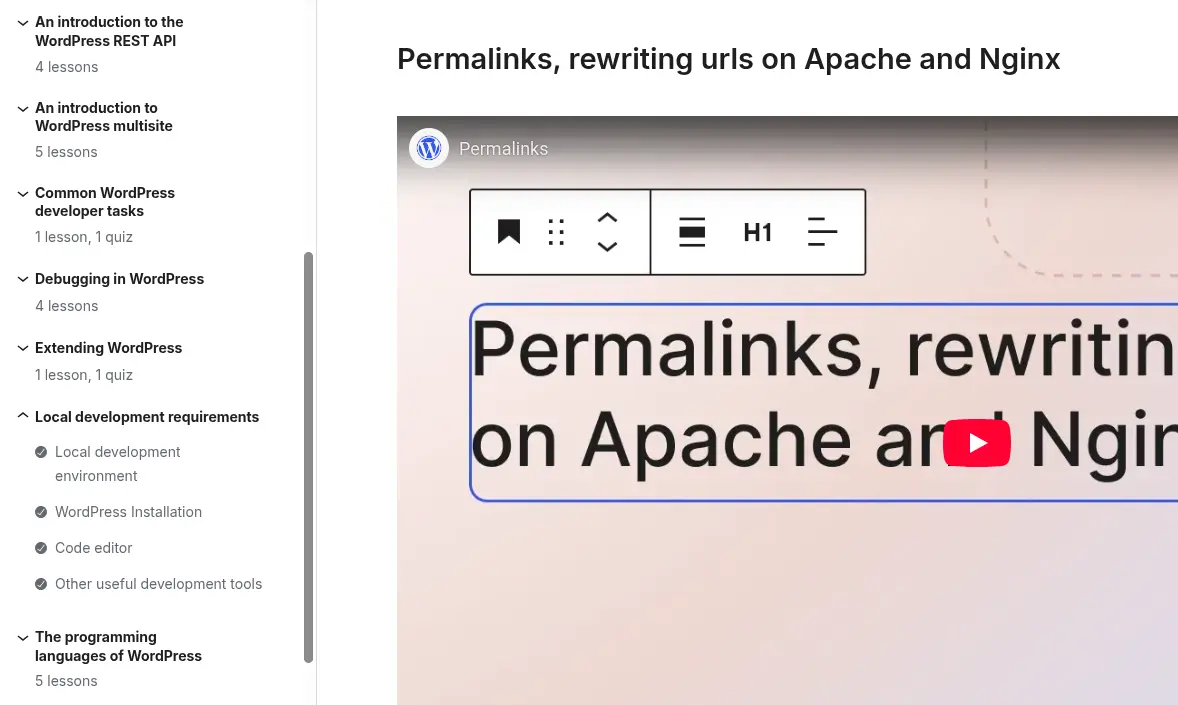 An introduction to the
WordPress REST API
4 lessons
An introduction to
WordPress multisite
5 lessons
Common WordPress
developer tasks
1 lesson, 1 quiz
Debugging in WordPress
4 lessons
Extending WordPress
1 lesson, 1 quiz
Local development requirements
Local development
environment
WordPress Installation
Code editor
Other useful development tools
The programming
languages of WordPress
5 lessons
Permalinks, rewriting urls on Apache and Nginx
Permalinks
H1
Permalinks, rewritin
on Apache and Ngin